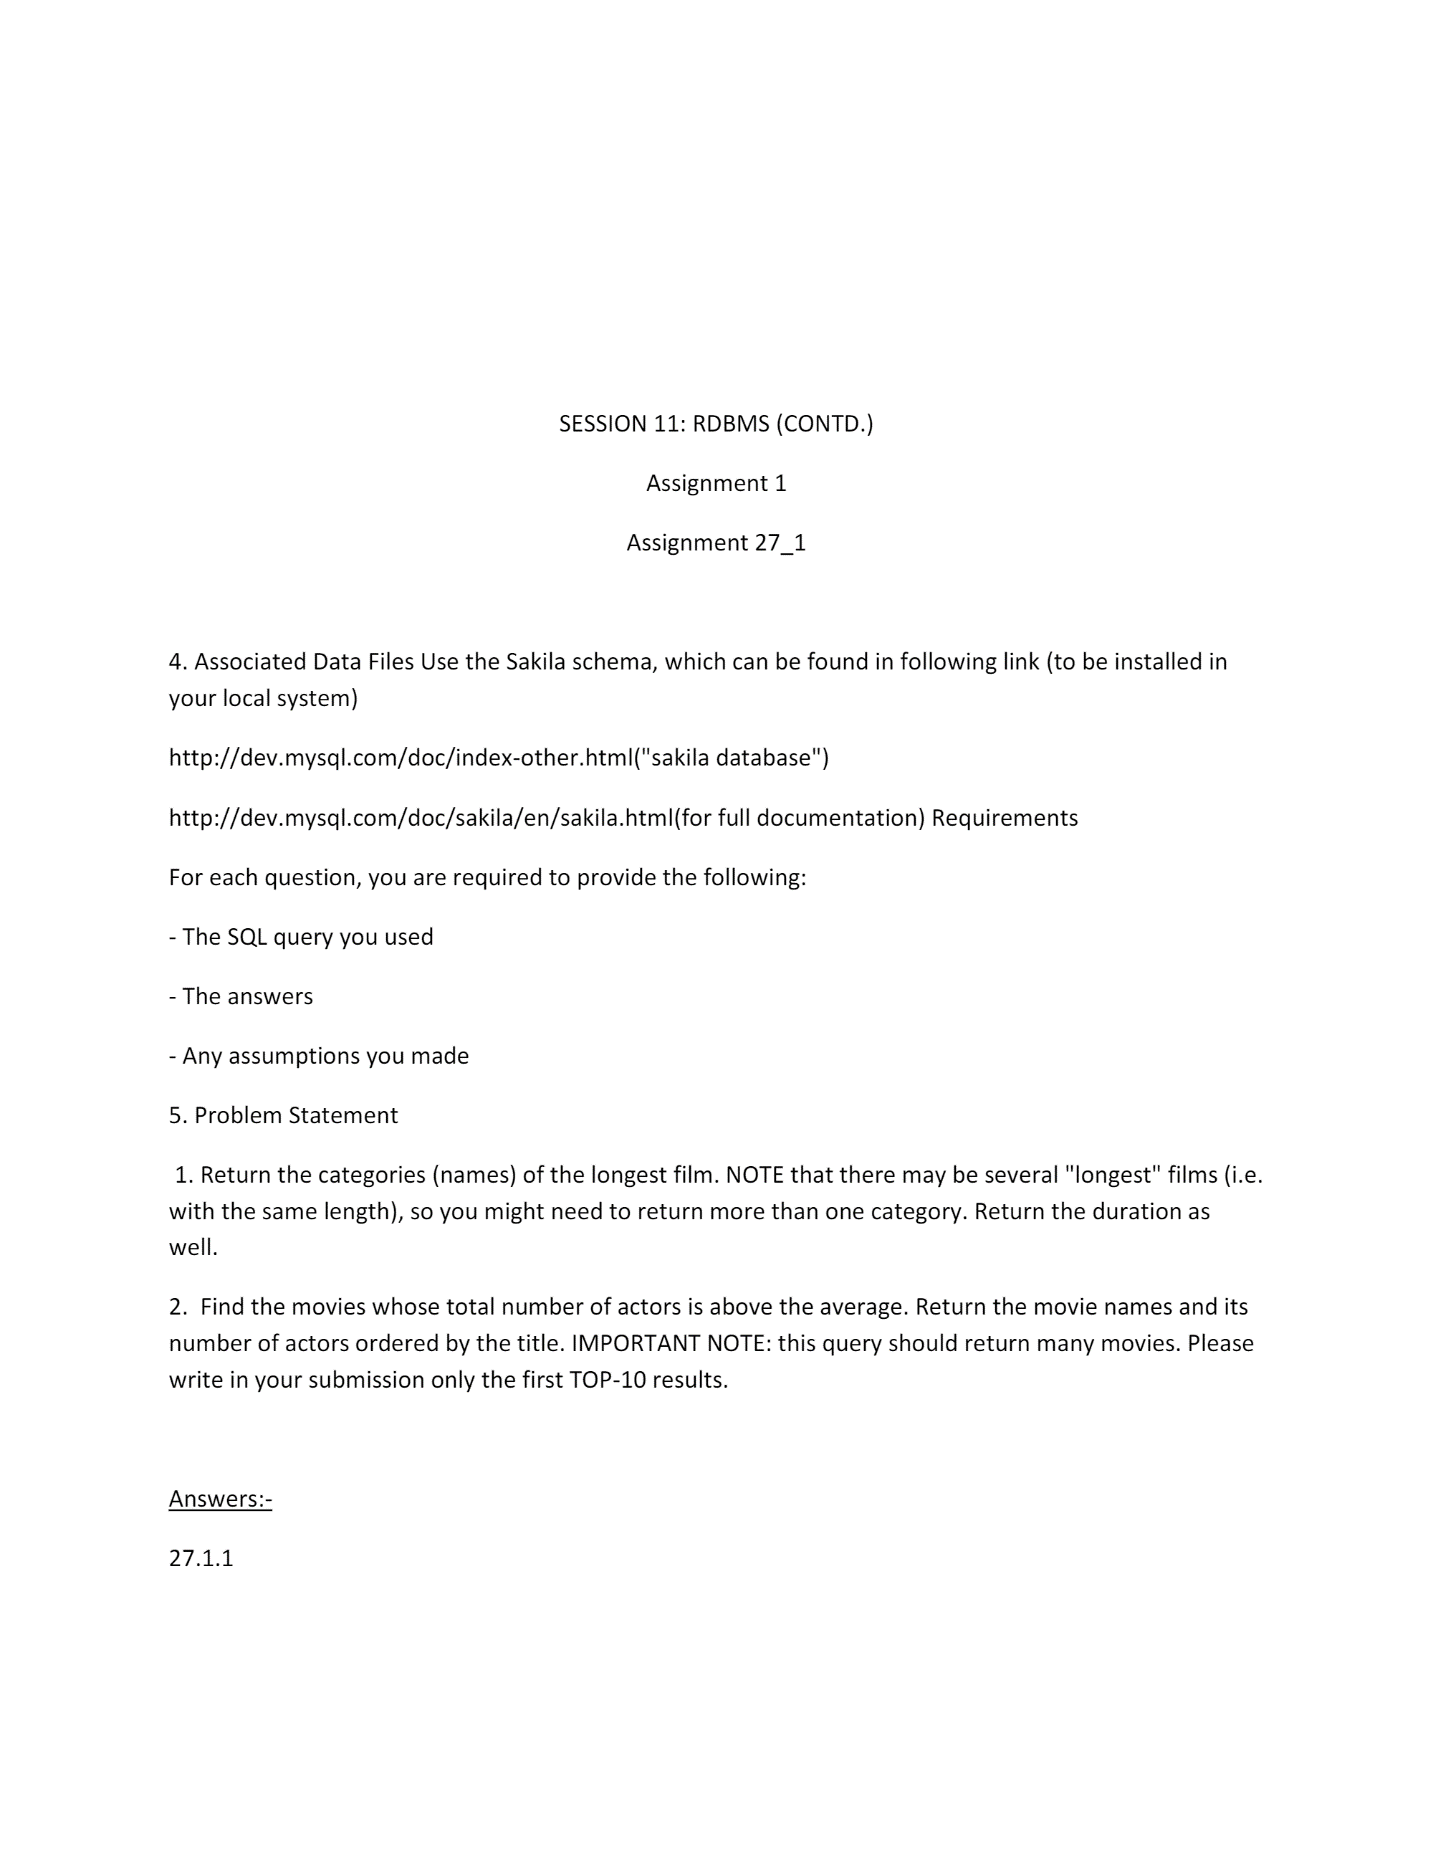 SESSION 11: RDBMS (CONTD.)
Assignment 1
Assignment 27_1
4. Associated Data Files Use the Sakila schema, which can be found in following link (to be installed in
your local system)
http://dev.mysql.com/doc/index-other.html("sakila database")
http://dev.mysql.com/doc/sakila/en/sakila.html(for full documentation) Requirements
For each question, you are required to provide the following:
- The SQL query you used
- The answers
- Any assumptions you made
5. Problem Statement
1. Return the categories (names) of the longest film. NOTE that there may be several "longest" films (i.e.
with the same length), so you might need to return more than one category. Return the duration as
well.
2.  Find the movies whose total number of actors is above the average. Return the movie names and its
number of actors ordered by the title. IMPORTANT NOTE: this query should return many movies. Please
write in your submission only the first TOP-10 results.
Answers:-
27.1.1